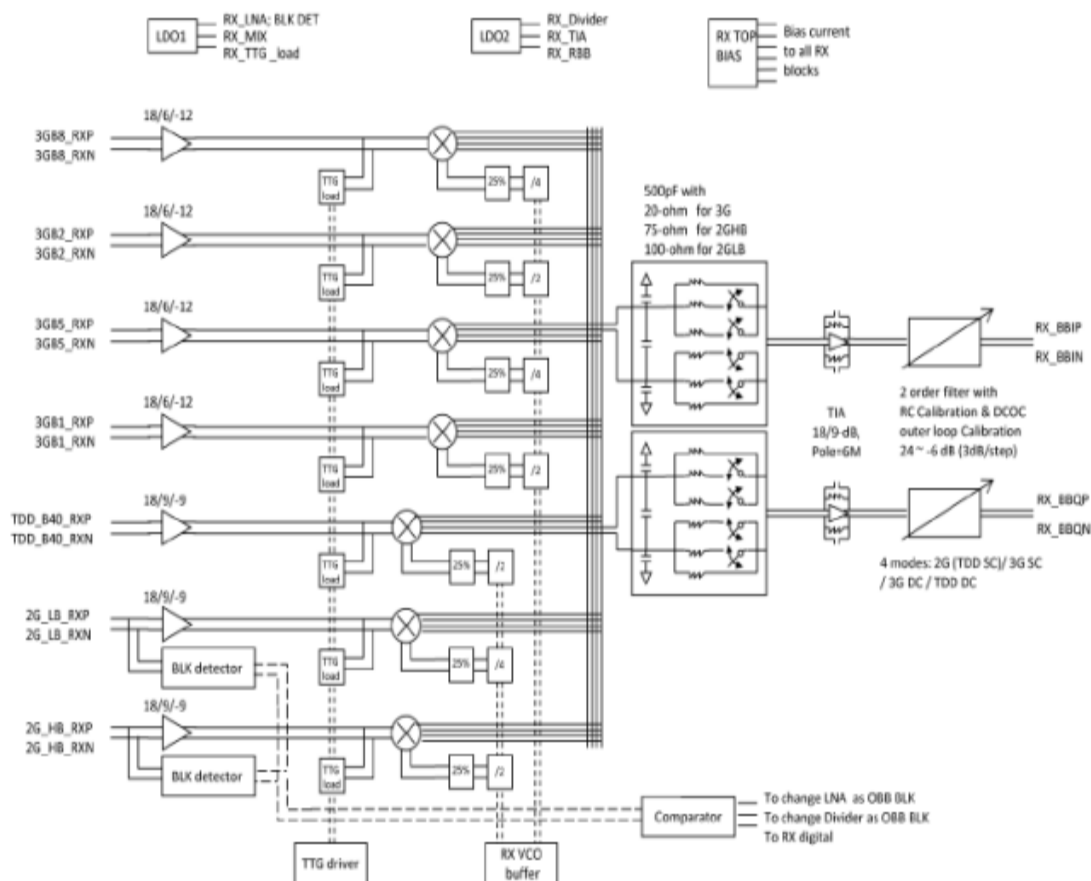 LDO1
RX_LNA; BLK DET
RX_MIX
RX_TTG_load
LDO2
RX_Divider
RX_TIA
RX_RBB
RX TOP
BIAS
Bias current
to all RX
blocks
18/6/-12
3GB8_RXP
3GB8_RXN
TTG
load
25%
/4
18/6/-12
3GB2_RXP
3GB2_RXN
TTG
load
25%
/2
18/6/-12
3GB5_RXP
3GB5_RXN
TTG
load
25%
/4
18/6/-12
3GB1_RXP
3GB1_RXN
TTG
load
25%
/2
18/9/-9
TDD_B40_RXP
TDD_B40_RXN
TTG
load
25%
/2
18/9/-9
2G_LB_RXP
2G_LB_RXN
BLK detector
TTG
load
25%
/4
18/9/-9
2G_HB_RXP
2G_HB_RXN
BLK detector
TTG
load
25%
/2
TTG driver
RX VCO
buffer
500pF with
20-ohm for 3G
75-ohm for 2GHB
100-ohm for 2GLB
TIA
18/9-dB,
Pole=6M
RX_BBIP
RX_BBIN
2 order filter with
RC Calibration & DCOC
outer loop Calibration
24 ~ -6 dB (3dB/step)
RX_BBQP
RX_BBQN
4 modes: 2G (TDD SC)/ 3G SC
/ 3G DC / TDD DC
Comparator
To change LNA as OBB BLK
To change Divider as OBB BLK
To RX digital